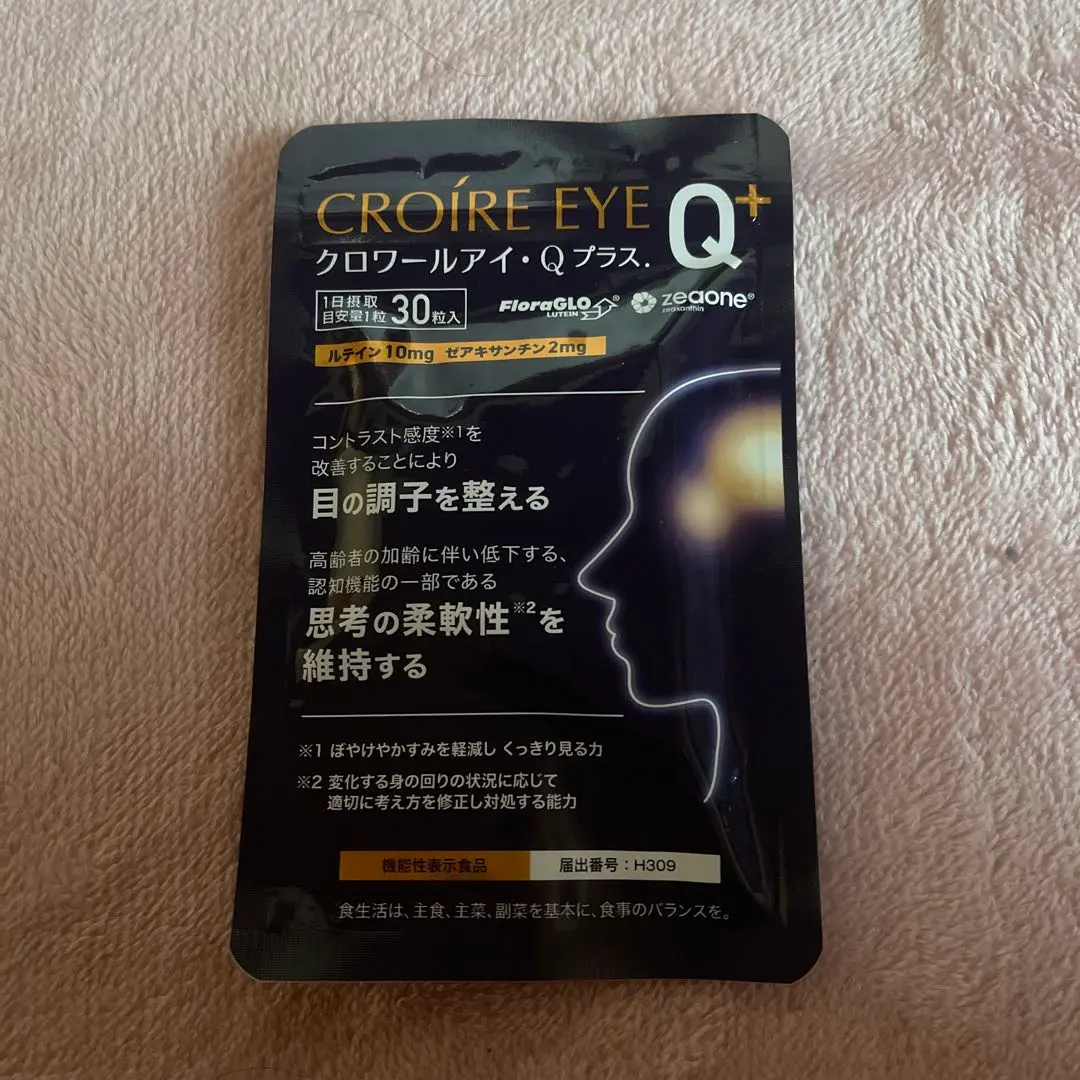 CROÍRE EYE Q+
クロワールアイ・Qプラス.
1日摂取
目安量1粒 30粒入
FloraGLO®
LUTEIN
zeaone®
zeaxanthin
ルテイン10mg ゼアキサンチン2mg
コントラスト感度※1を
改善することにより
目の調子を整える
高齢者の加齢に伴い低下する、
認知機能の一部である
思考の柔軟性※2を
維持する
※1 ぼやけやかすみを軽減し くっきり見る力
※2 変化する身の回りの状況に応じて
適切に考え方を修正し対処する能力
機能性表示食品 届出番号：H309
食生活は、主食、主菜、副菜を基本に、食事のバランスを。